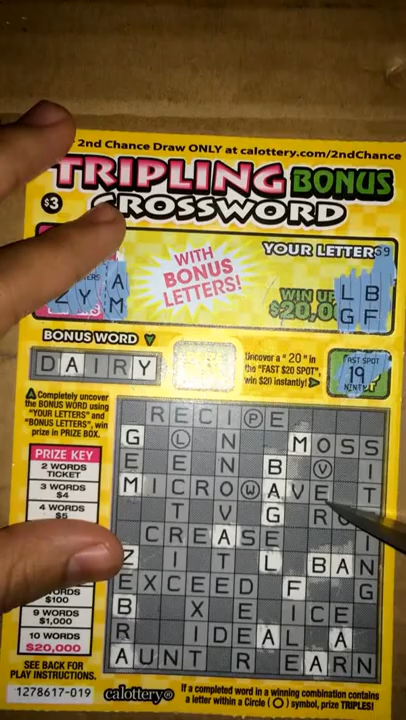 2nd Chance Draw ONLY at calottery.com/2ndChance
$3
TRIPLING BONUS
CROSSWORD
WITH
BONUS
LETTERS!
YOUR LETTERS
A
Z Y M
WIN UP
$20,0
L B
G F
BONUS WORD
DAIRY
Uncover a "20" in
the "FAST $20 SPOT",
win $20 instantly!
FAST SPOT
19
Completely uncover
the BONUS WORD using
"YOUR LETTERS" and
"BONUS LETTERS", win
prize in PRIZE BOX.
PRIZE KEY
2 WORDS
TICKET
3 WORDS
$4
4 WORDS
$5
$100
9 WORDS
$1,000
10 WORDS
$20,000
SEE BACK FOR
PLAY INSTRUCTIONS.
RECIPE
MOSS
MICROWAVE
CREASE
BAN
EXCEED
ICE
IDEAL
AUNT
EARN
1278617-019
calottery
If a completed word in a winning combination contains
a letter within a Circle (O) symbol, prize TRIPLES!